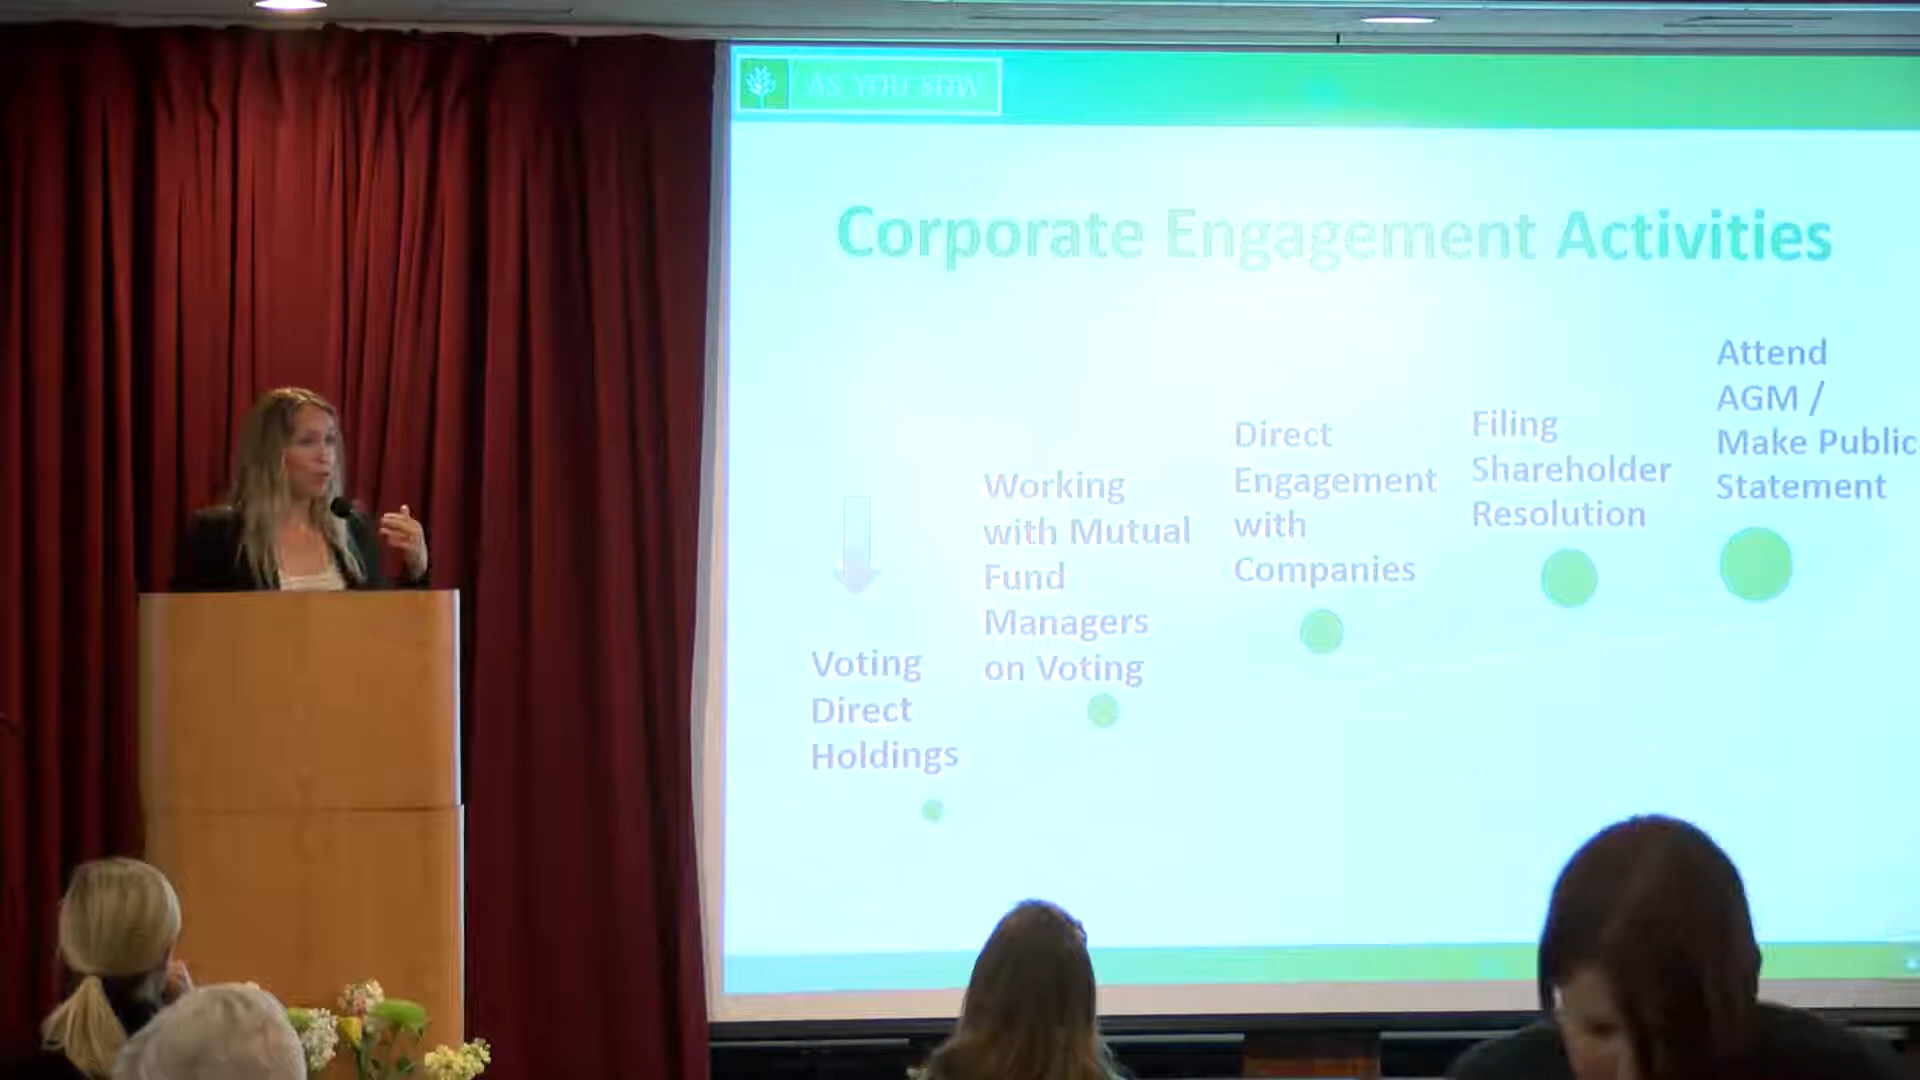 AS YOU SOW
Corporate Engagement Activities
Voting
Direct
Holdings
Working
with Mutual
Fund
Managers
on Voting
Direct
Engagement
with
Companies
Filing
Shareholder
Resolution
Attend
AGM /
Make Public
Statement